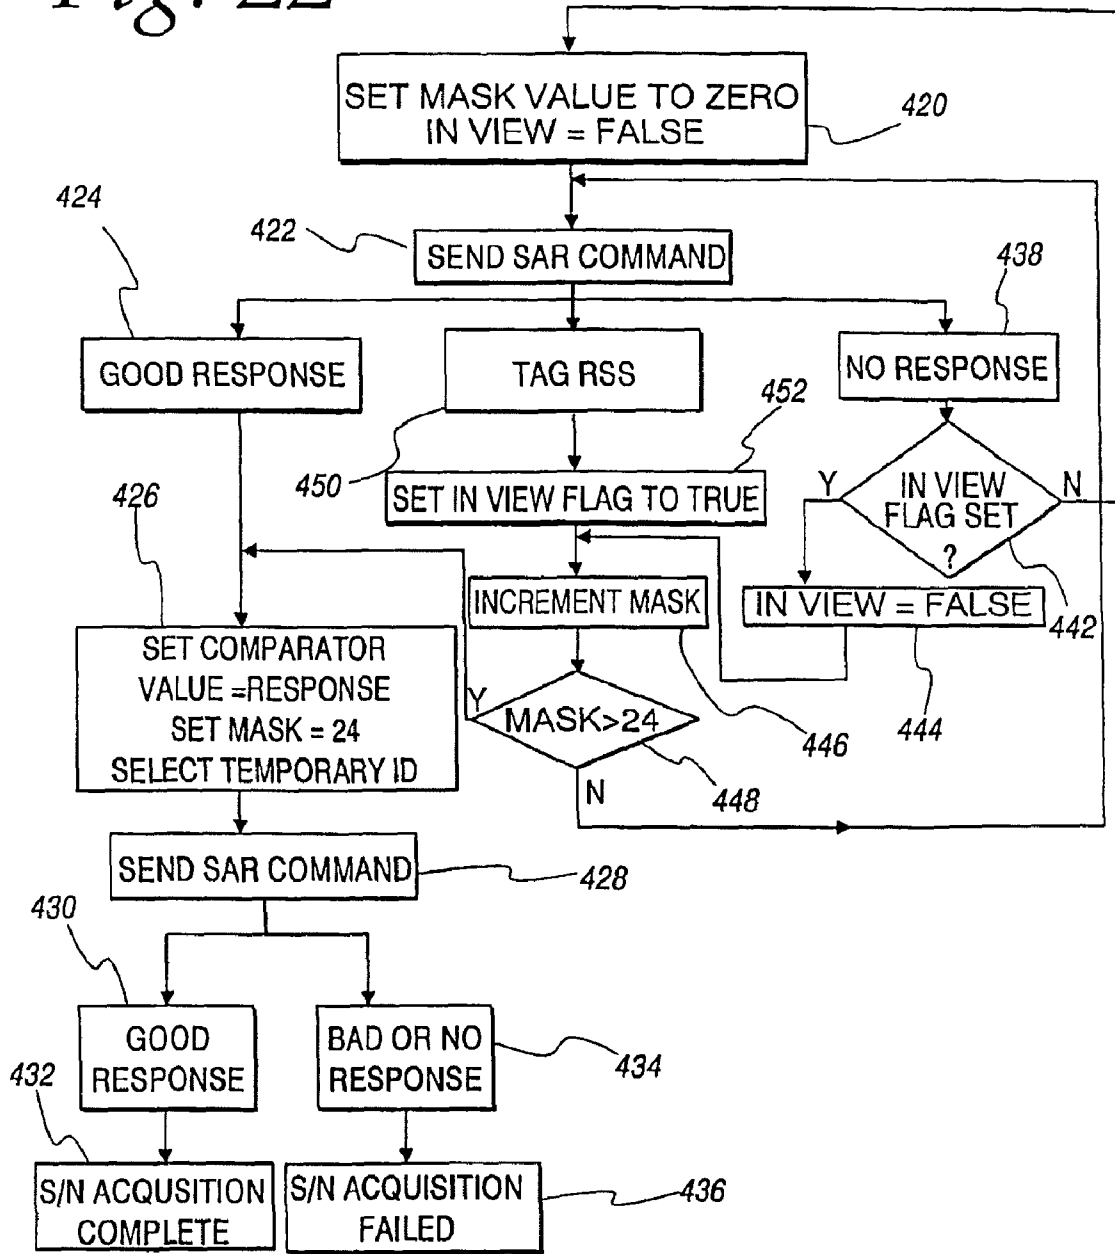 Fig. 22
SET MASK VALUE TO ZERO
IN VIEW = FALSE
420
424
422
SEND SAR COMMAND
438
GOOD RESPONSE
TAG RSS
NO RESPONSE
452
450
426
SET IN VIEW FLAG TO TRUE
Y
IN VIEW
FLAG SET
?
N
442
INCREMENT MASK
IN VIEW = FALSE
444
446
SET COMPARATOR
VALUE =RESPONSE
SET MASK = 24
SELECT TEMPORARY ID
Y
MASK>24
448
N
SEND SAR COMMAND
428
430
GOOD
RESPONSE
BAD OR NO
RESPONSE
434
432
S/N ACQUSITION
COMPLETE
S/N ACQUISITION
FAILED
436